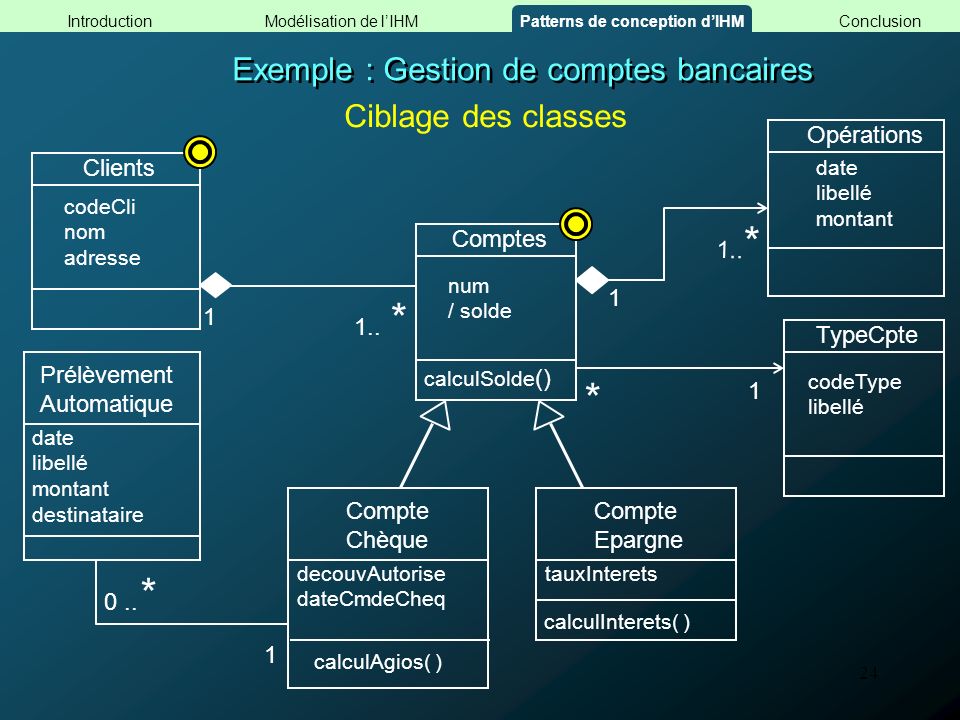 Introduction
Modélisation de l’IHM
Patterns de conception d’IHM
Conclusion
Exemple : Gestion de comptes bancaires
Ciblage des classes
Clients
codeCli
nom
adresse
1
1.. *
Comptes
num
/ solde
calculSolde()
1
1..*
Opérations
date
libellé
montant
*
1
TypeCpte
codeType
libellé
Prélèvement
Automatique
date
libellé
montant
destinataire
0 ..*
1
Compte
Chèque
decouvAutorise
dateCmdeCheq
calculAgios( )
Compte
Epargne
tauxInterets
calculInterets( )
24